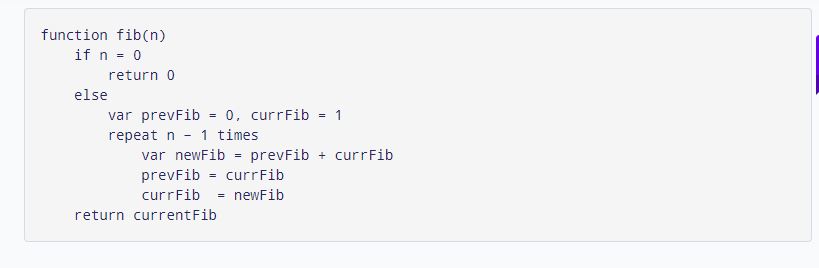 function fib(n)
    if n = 0
        return 0
    else
        var prevFib = 0, currFib = 1
        repeat n − 1 times
            var newFib = prevFib + currFib
            prevFib = currFib
            currFib  = newFib
    return currentFib